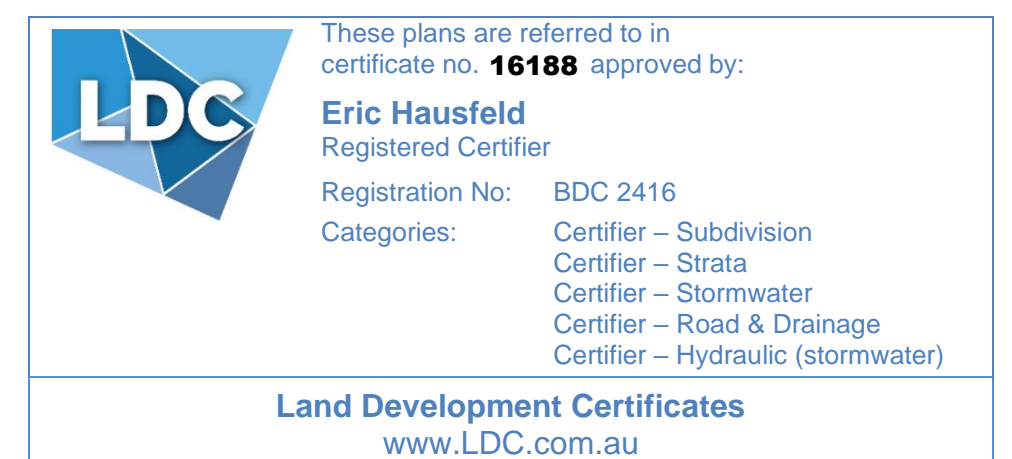 LDC
These plans are referred to in
certificate no. 16188 approved by:
Eric Hausfeld
Registered Certifier
Registration No: BDC 2416
Categories: Certifier – Subdivision
Certifier – Strata
Certifier – Stormwater
Certifier – Road & Drainage
Certifier – Hydraulic (stormwater)
Land Development Certificates
www.LDC.com.au